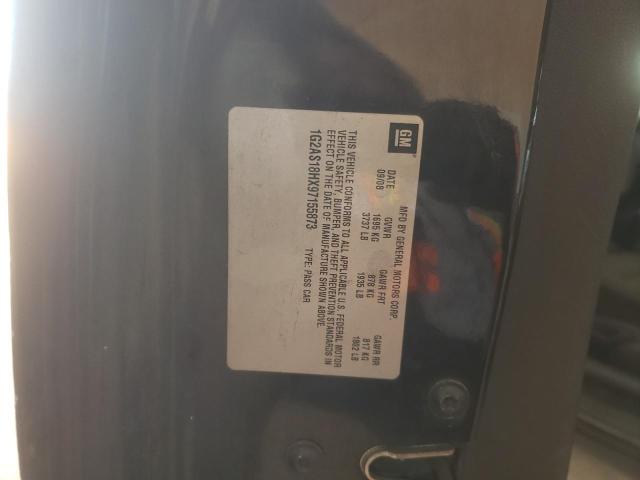 GM
MFD BY GENERAL MOTORS CORP.
DATE GVWR GAWR FRT GAWR RR
09/08 1695 KG 878 KG 817 KG
3737 LB 1935 LB 1802 LB
THIS VEHICLE CONFORMS TO ALL APPLICABLE U.S. FEDERAL MOTOR
VEHICLE SAFETY, BUMPER, AND THEFT PREVENTION STANDARDS IN
EFFECT ON THE DATE OF MANUFACTURE SHOWN ABOVE.
1G2AS18HX97155873 TYPE: PASS CAR